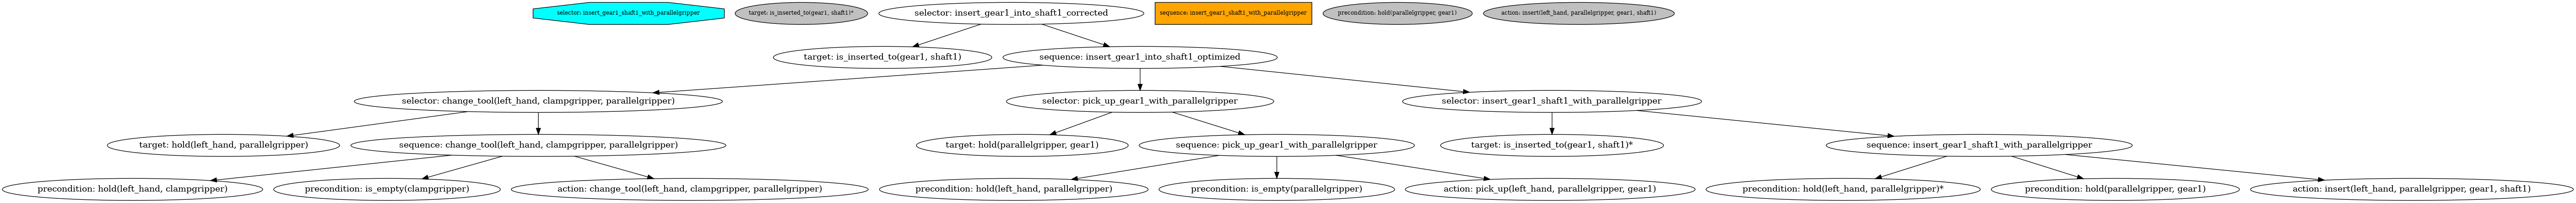 selector: insert_gear1_shaft1_with_parallelgripper
target: is_inserted_to(gear1, shaft1)*
selector: insert_gear1_into_shaft1_corrected
sequence: insert_gear1_shaft1_with_parallelgripper
precondition: hold(parallelgripper, gear1)
action: insert(left_hand, parallelgripper, gear1, shaft1)
target: is_inserted_to(gear1, shaft1)
sequence: insert_gear1_into_shaft1_optimized
selector: change_tool(left_hand, clampgripper, parallelgripper)
selector: pick_up_gear1_with_parallelgripper
selector: insert_gear1_shaft1_with_parallelgripper
target: hold(left_hand, parallelgripper)
sequence: change_tool(left_hand, clampgripper, parallelgripper)
target: hold(parallelgripper, gear1)
sequence: pick_up_gear1_with_parallelgripper
target: is_inserted_to(gear1, shaft1)*
sequence: insert_gear1_shaft1_with_parallelgripper
precondition: hold(left_hand, clampgripper)
precondition: is_empty(clampgripper)
action: change_tool(left_hand, clampgripper, parallelgripper)
precondition: hold(left_hand, parallelgripper)
precondition: is_empty(parallelgripper)
action: pick_up(left_hand, parallelgripper, gear1)
precondition: hold(left_hand, parallelgripper)*
precondition: hold(parallelgripper, gear1)
action: insert(left_hand, parallelgripper, gear1, shaft1)